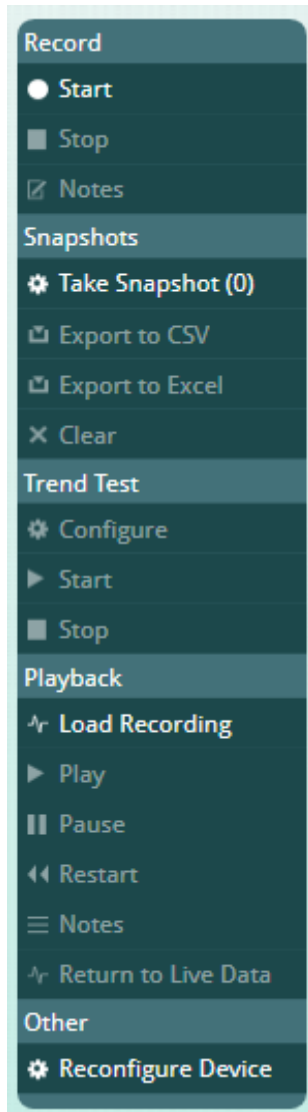 Record
Start
Stop
Notes
Snapshots
Take Snapshot (0)
Export to CSV
Export to Excel
Clear
Trend Test
Configure
Start
Stop
Playback
Load Recording
Play
Pause
Restart
Notes
Return to Live Data
Other
Reconfigure Device